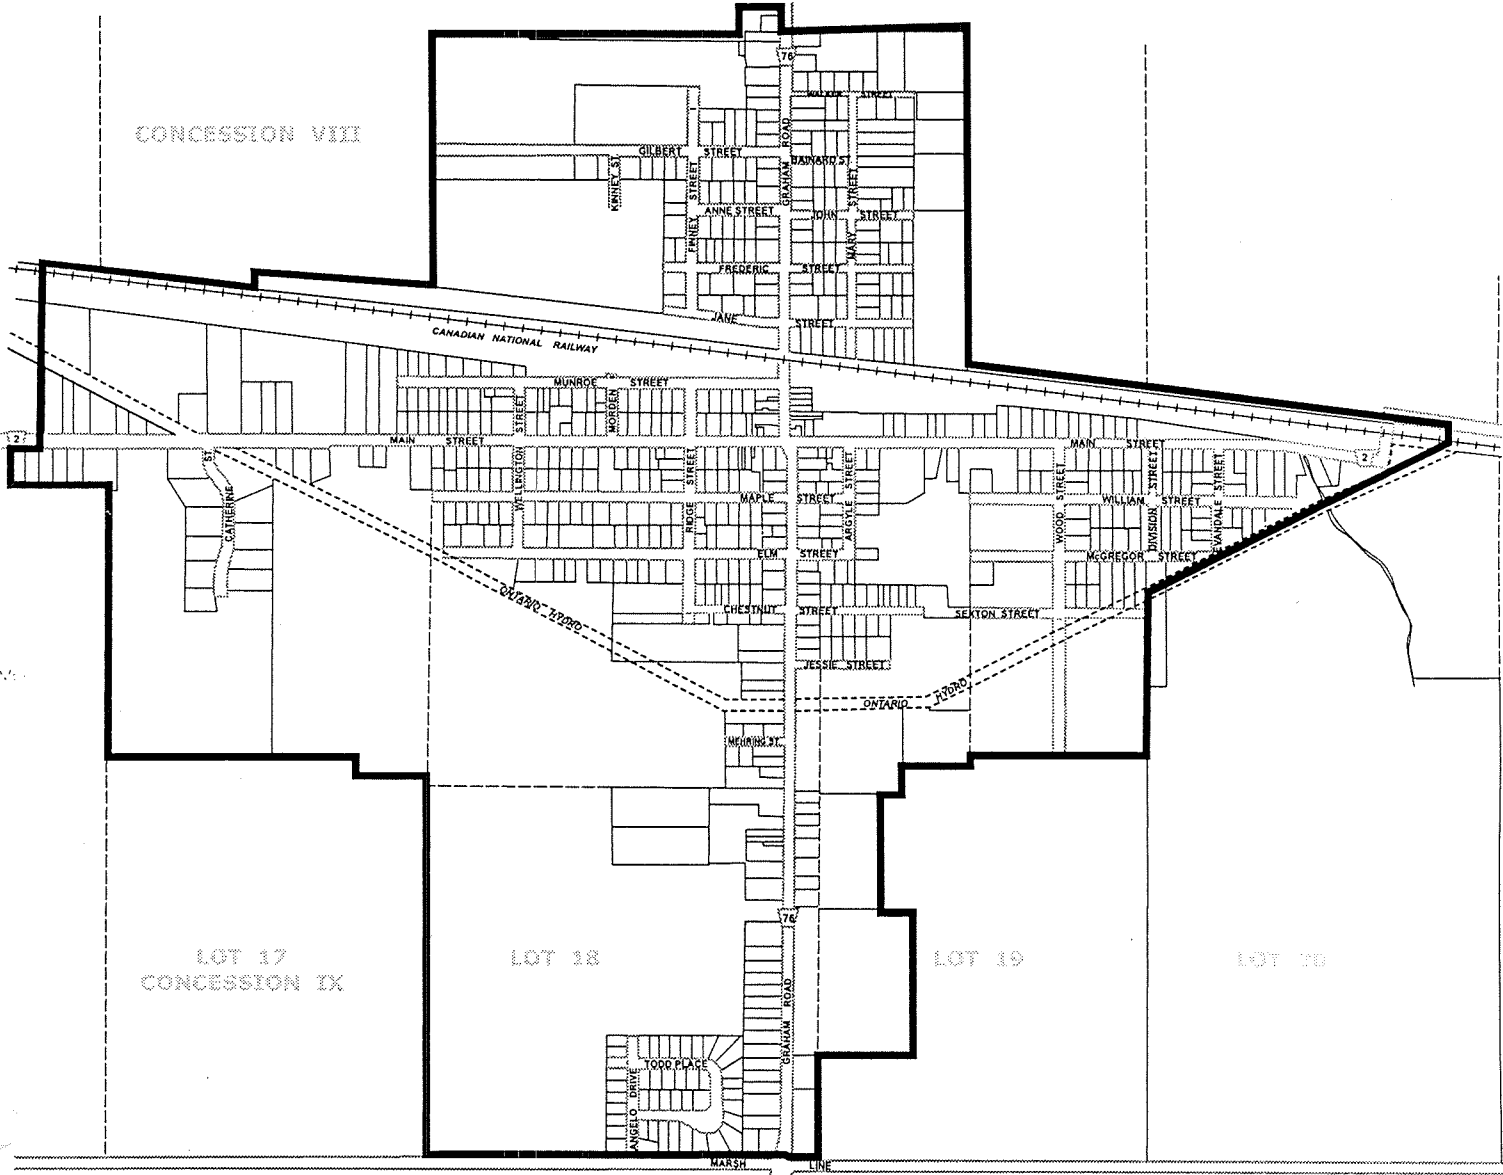 76
WALKER STREET
CONCESSION VIII
GRAHAM ROAD
GILBERT STREET
BAINARD ST.
KINNEY ST.
FINNEY STREET
MARY STREET
ANNE STREET
JOHN STREET
FREDERIC STREET
JANE STREET
CANADIAN NATIONAL RAILWAY
MUNROE STREET
MORDEN
WELLINGTON STREET
2
MAIN STREET
MAIN STREET
2
CATHERINE ST.
RIDGE STREET
ARGYLE STREET
WOOD STREET
DIVISION STREET
EVANDALE STREET
MAPLE STREET
WILLIAM STREET
ELM STREET
McGREGOR STREET
ONTARIO HYDRO
CHESTNUT STREET
SEXTON STREET
JESSIE STREET
ONTARIO HYDRO
MEHRING ST.
76
LOT 17
CONCESSION IX
LOT 18
LOT 19
LOT 20
GRAHAM ROAD
TODD PLACE
ANGELO DRIVE
MARSH LINE